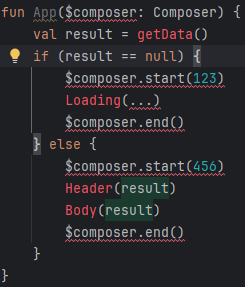 fun App($composer: Composer) {
val result = getData()
if (result == null) {
$composer.start(123)
Loading(...)
$composer.end()
} else {
$composer.start(456)
Header(result)
Body(result)
$composer.end()
}
}